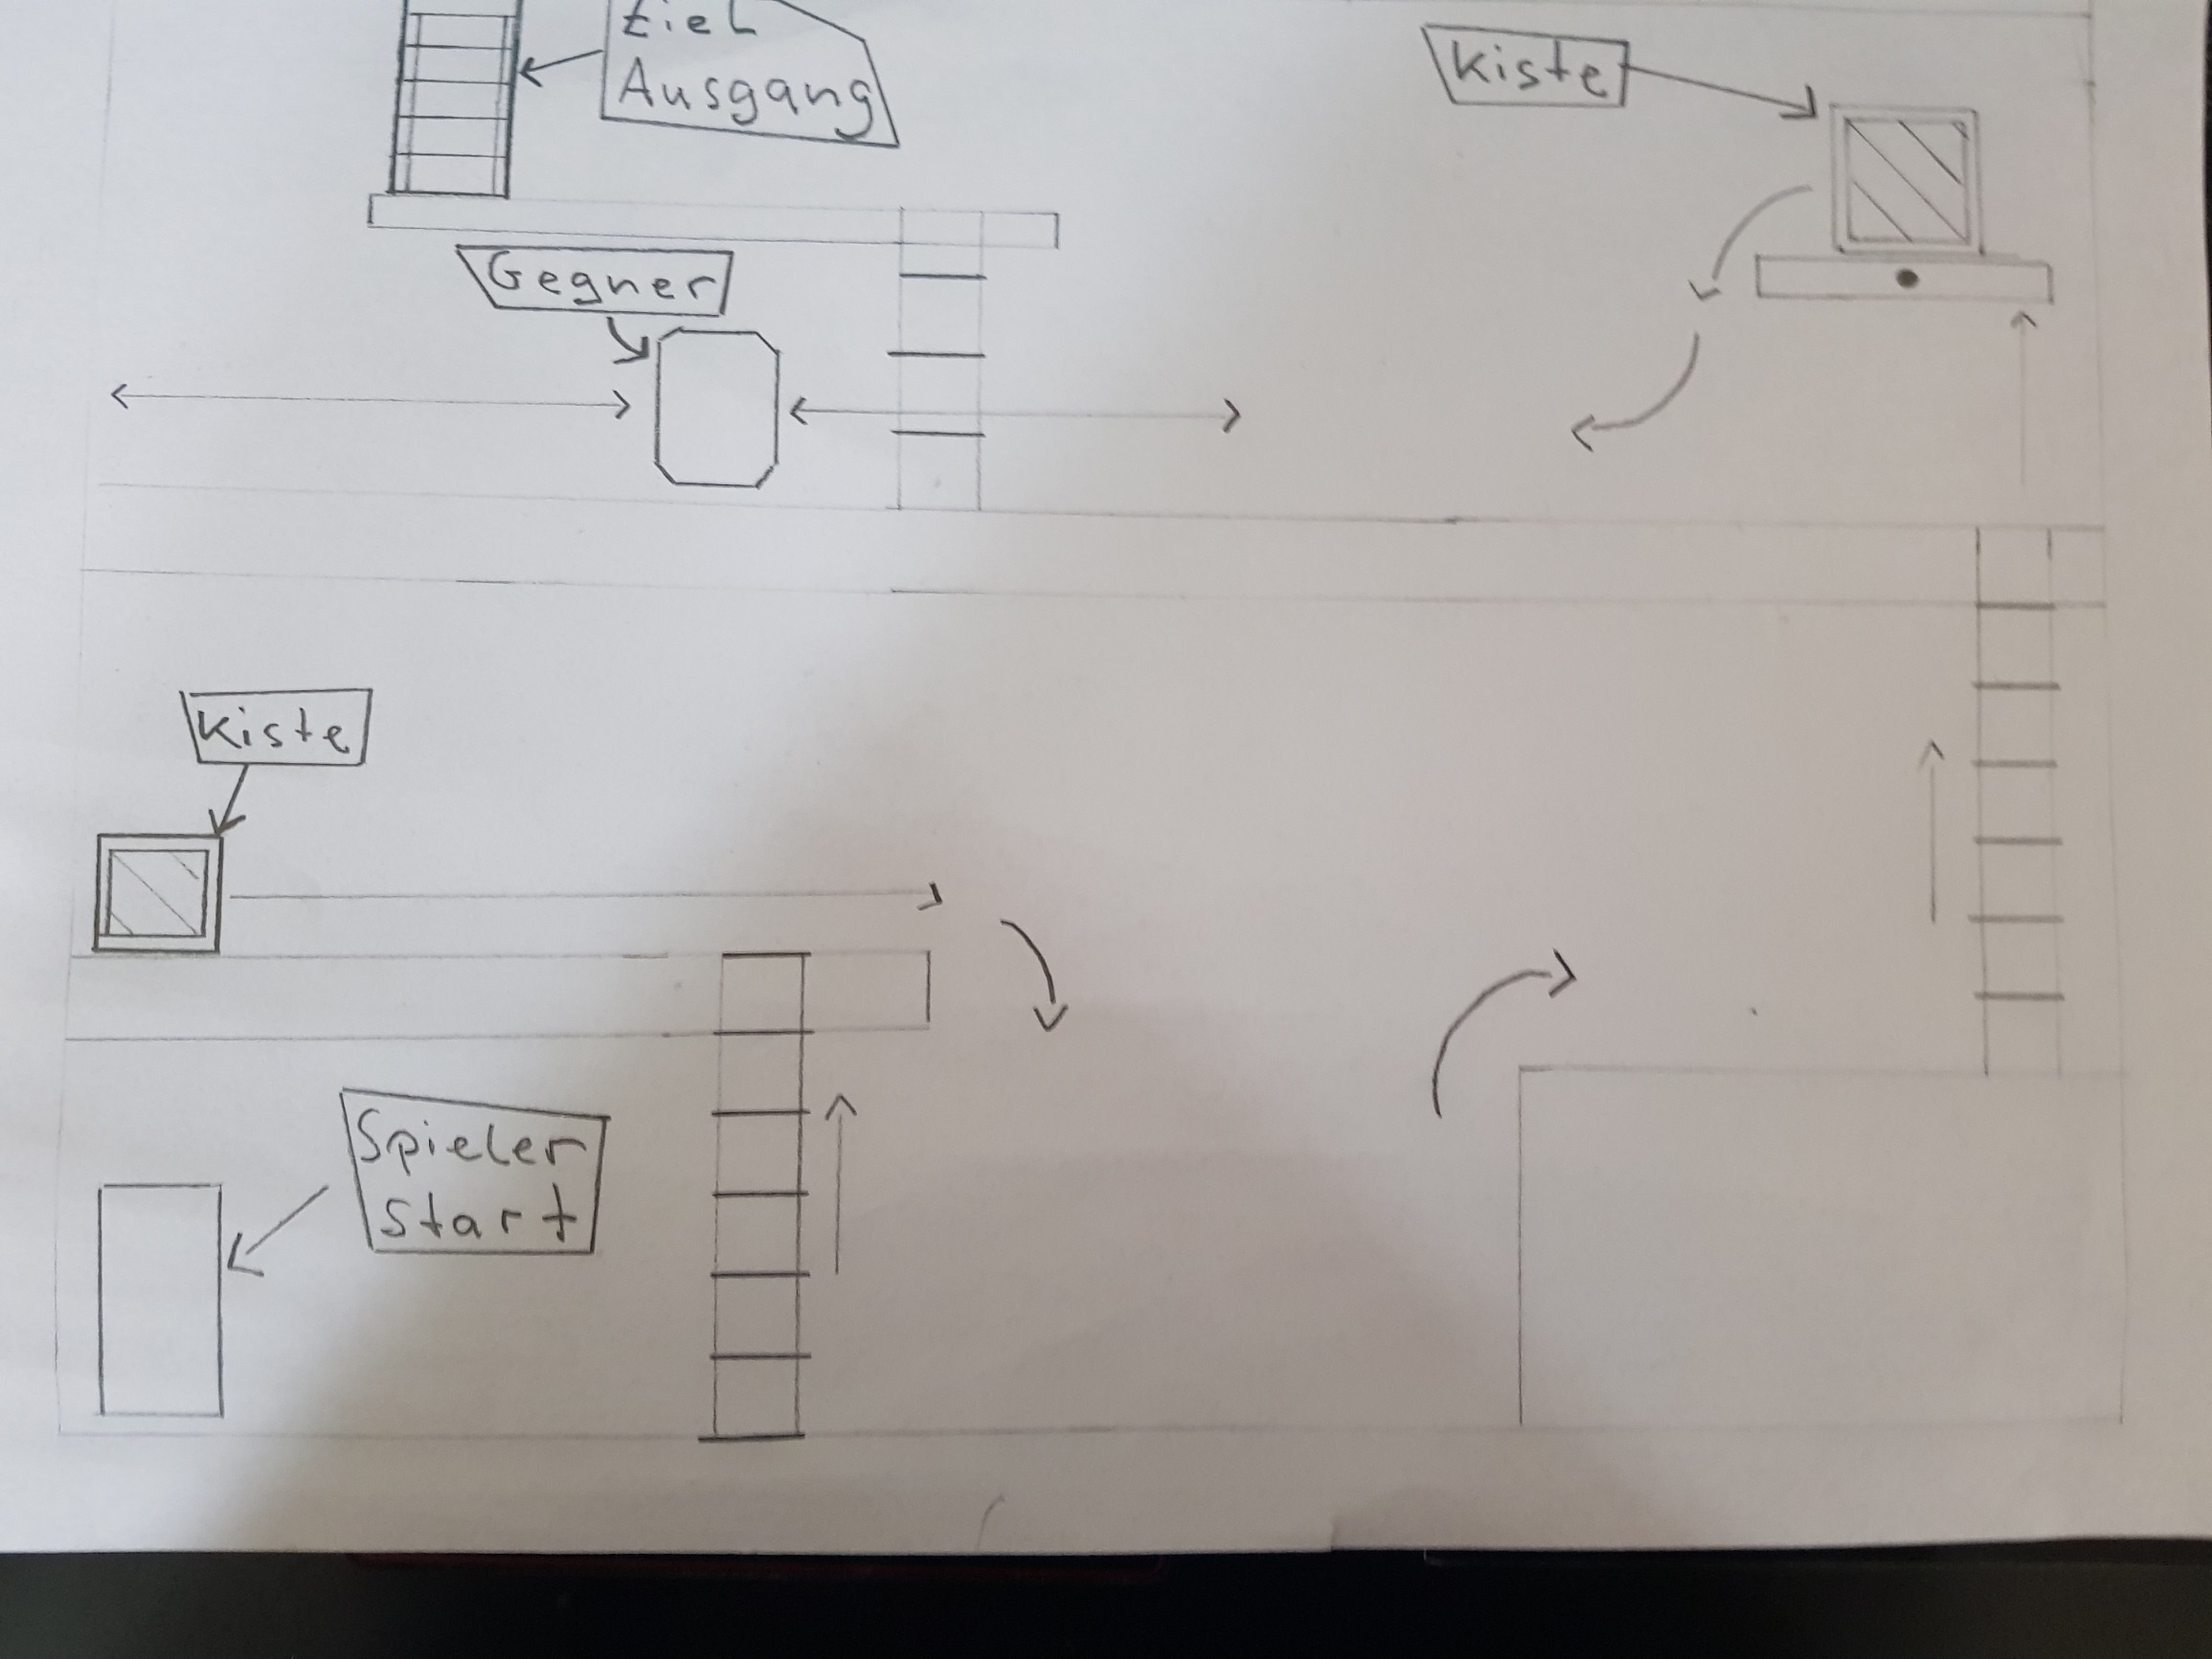 Ziel
Ausgang
Kiste
Gegner
Kiste
Spieler
Start